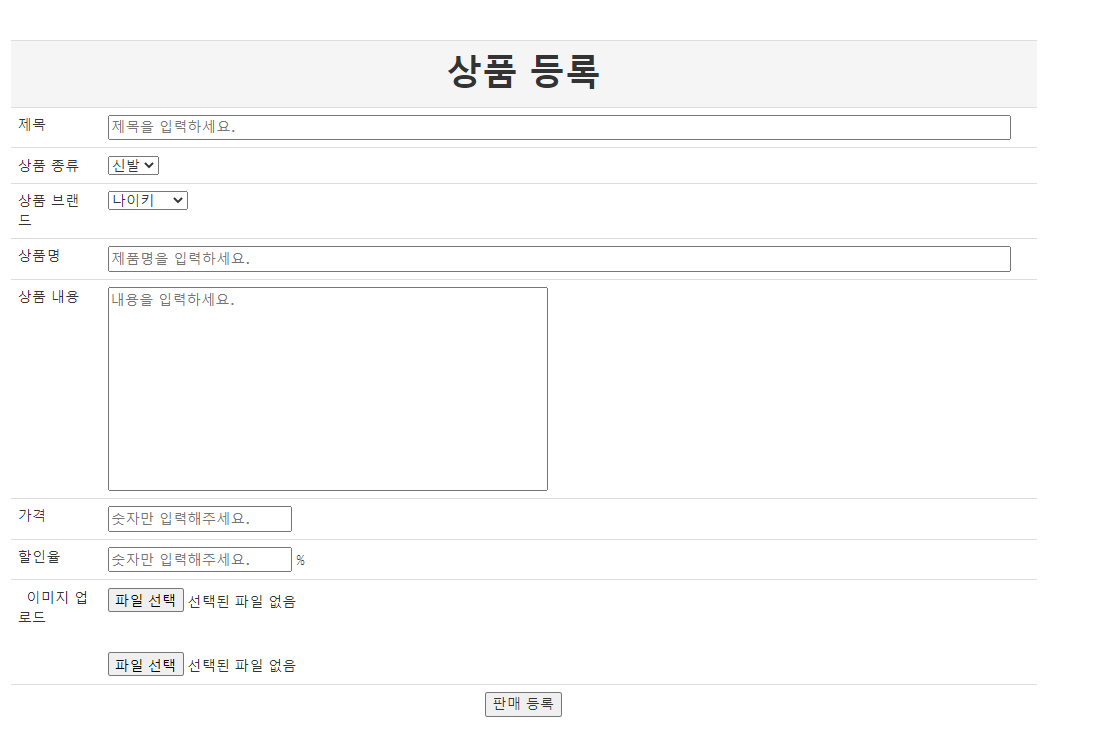 상품 등록
제목 제목을 입력하세요.
상품 종류 신발
상품 브랜
드 나이키
상품명 제품명을 입력하세요.
상품 내용 내용을 입력하세요.
가격 숫자만 입력해주세요.
할인율 숫자만 입력해주세요. %
이미지 업
로드 파일 선택 선택된 파일 없음
파일 선택 선택된 파일 없음
판매 등록